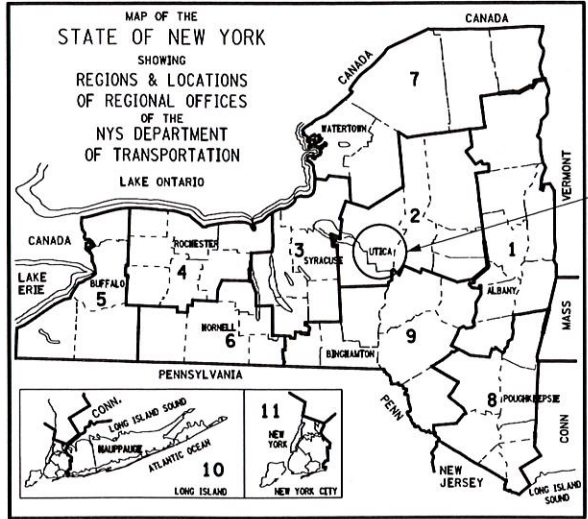 MAP OF THE
STATE OF NEW YORK
SHOWING
REGIONS & LOCATIONS
OF REGIONAL OFFICES
OF THE
NYS DEPARTMENT
OF TRANSPORTATION
LAKE ONTARIO
CANADA
CANADA
7
WATERTOWN
VERMONT
2
CANADA
ROCHESTER
3
SYRACUSE
UTICA
1
4
LAKE
ERIE
BUFFALO
5
ALBANY
MASS
HORNELL
6
9
BINGHAMTON
PENNSYLVANIA
8
POUGHKEEPSIE
PENN
CONN
NEW
JERSEY
LONG ISLAND
SOUND
CONN.
LONG ISLAND SOUND
HAUPPAUGE
ATLANTIC OCEAN
10
LONG ISLAND
11
NEW
YORK
NEW YORK CITY